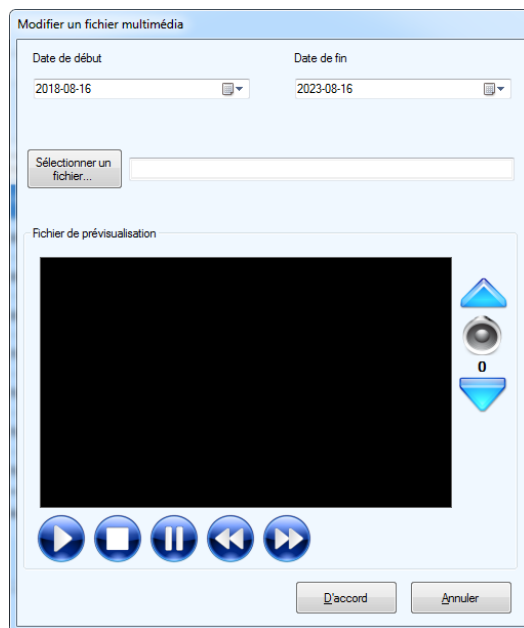 Modifier un fichier multimédia
Date de début
Date de fin
2018-08-16
2023-08-16
Sélectionner un
fichier...
Fichier de prévisualisation
0
D'accord
Annuler